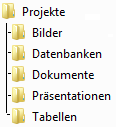 Projekte
Bilder
Datenbanken
Dokumente
Präsentationen
Tabellen